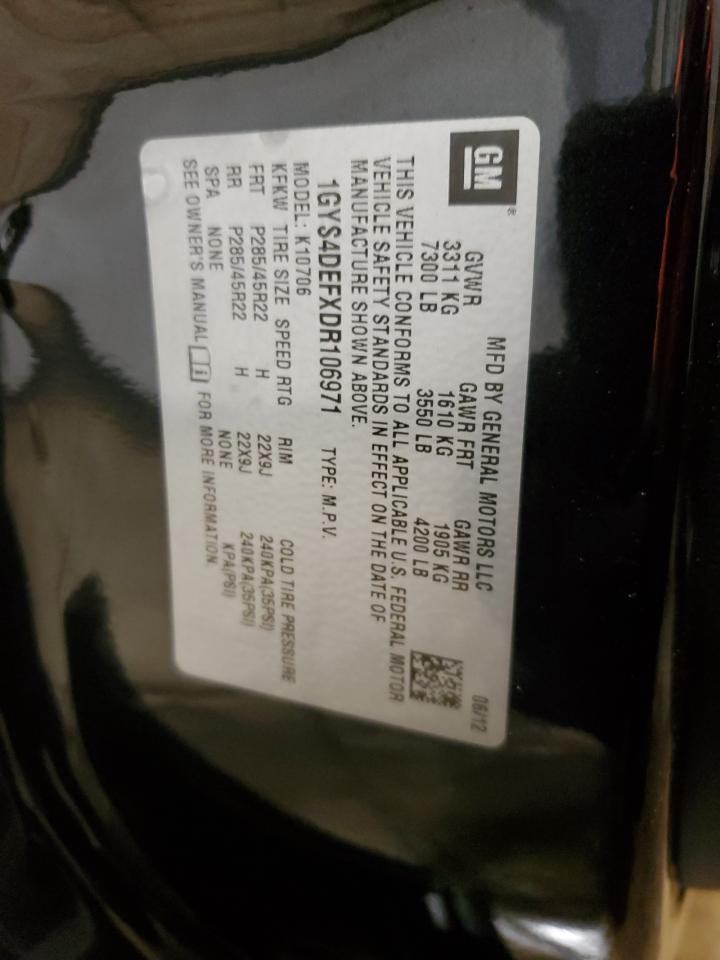 GM®
MFD BY GENERAL MOTORS LLC 06/12
GVWR GAWR FRT GAWR RR
3311 KG 1610 KG 1905 KG
7300 LB 3550 LB 4200 LB
THIS VEHICLE CONFORMS TO ALL APPLICABLE U.S. FEDERAL MOTOR
VEHICLE SAFETY STANDARDS IN EFFECT ON THE DATE OF
MANUFACTURE SHOWN ABOVE.
1GYS4DEFXDR106971 TYPE: M.P.V.
MODEL: K10706
KFKW TIRE SIZE SPEED RTG RIM COLD TIRE PRESSURE
FRT P285/45R22 H 22X9J 240KPA(35PSI)
RR P285/45R22 H 22X9J 240KPA(35PSI)
SPA NONE NONE KPA(PSI)
SEE OWNER'S MANUAL i FOR MORE INFORMATION.